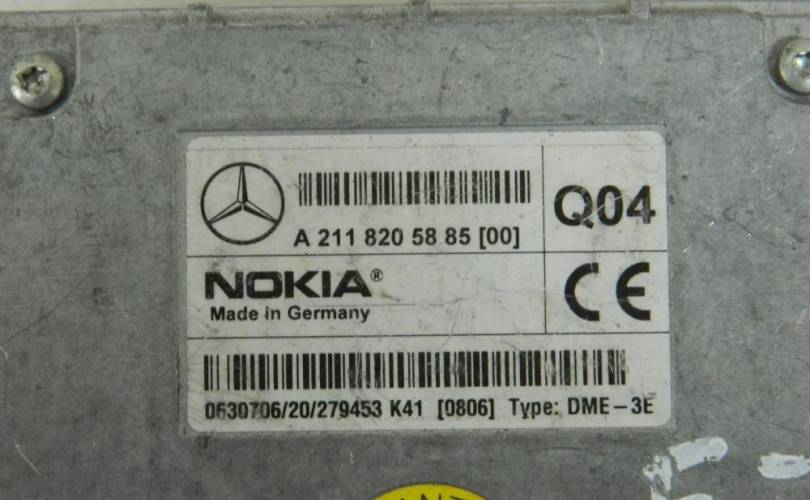 A 211 820 58 85 [00]
Q04
NOKIA®
Made in Germany
CE
0630706/20/279453 K41 [0806] Type: DME-3E